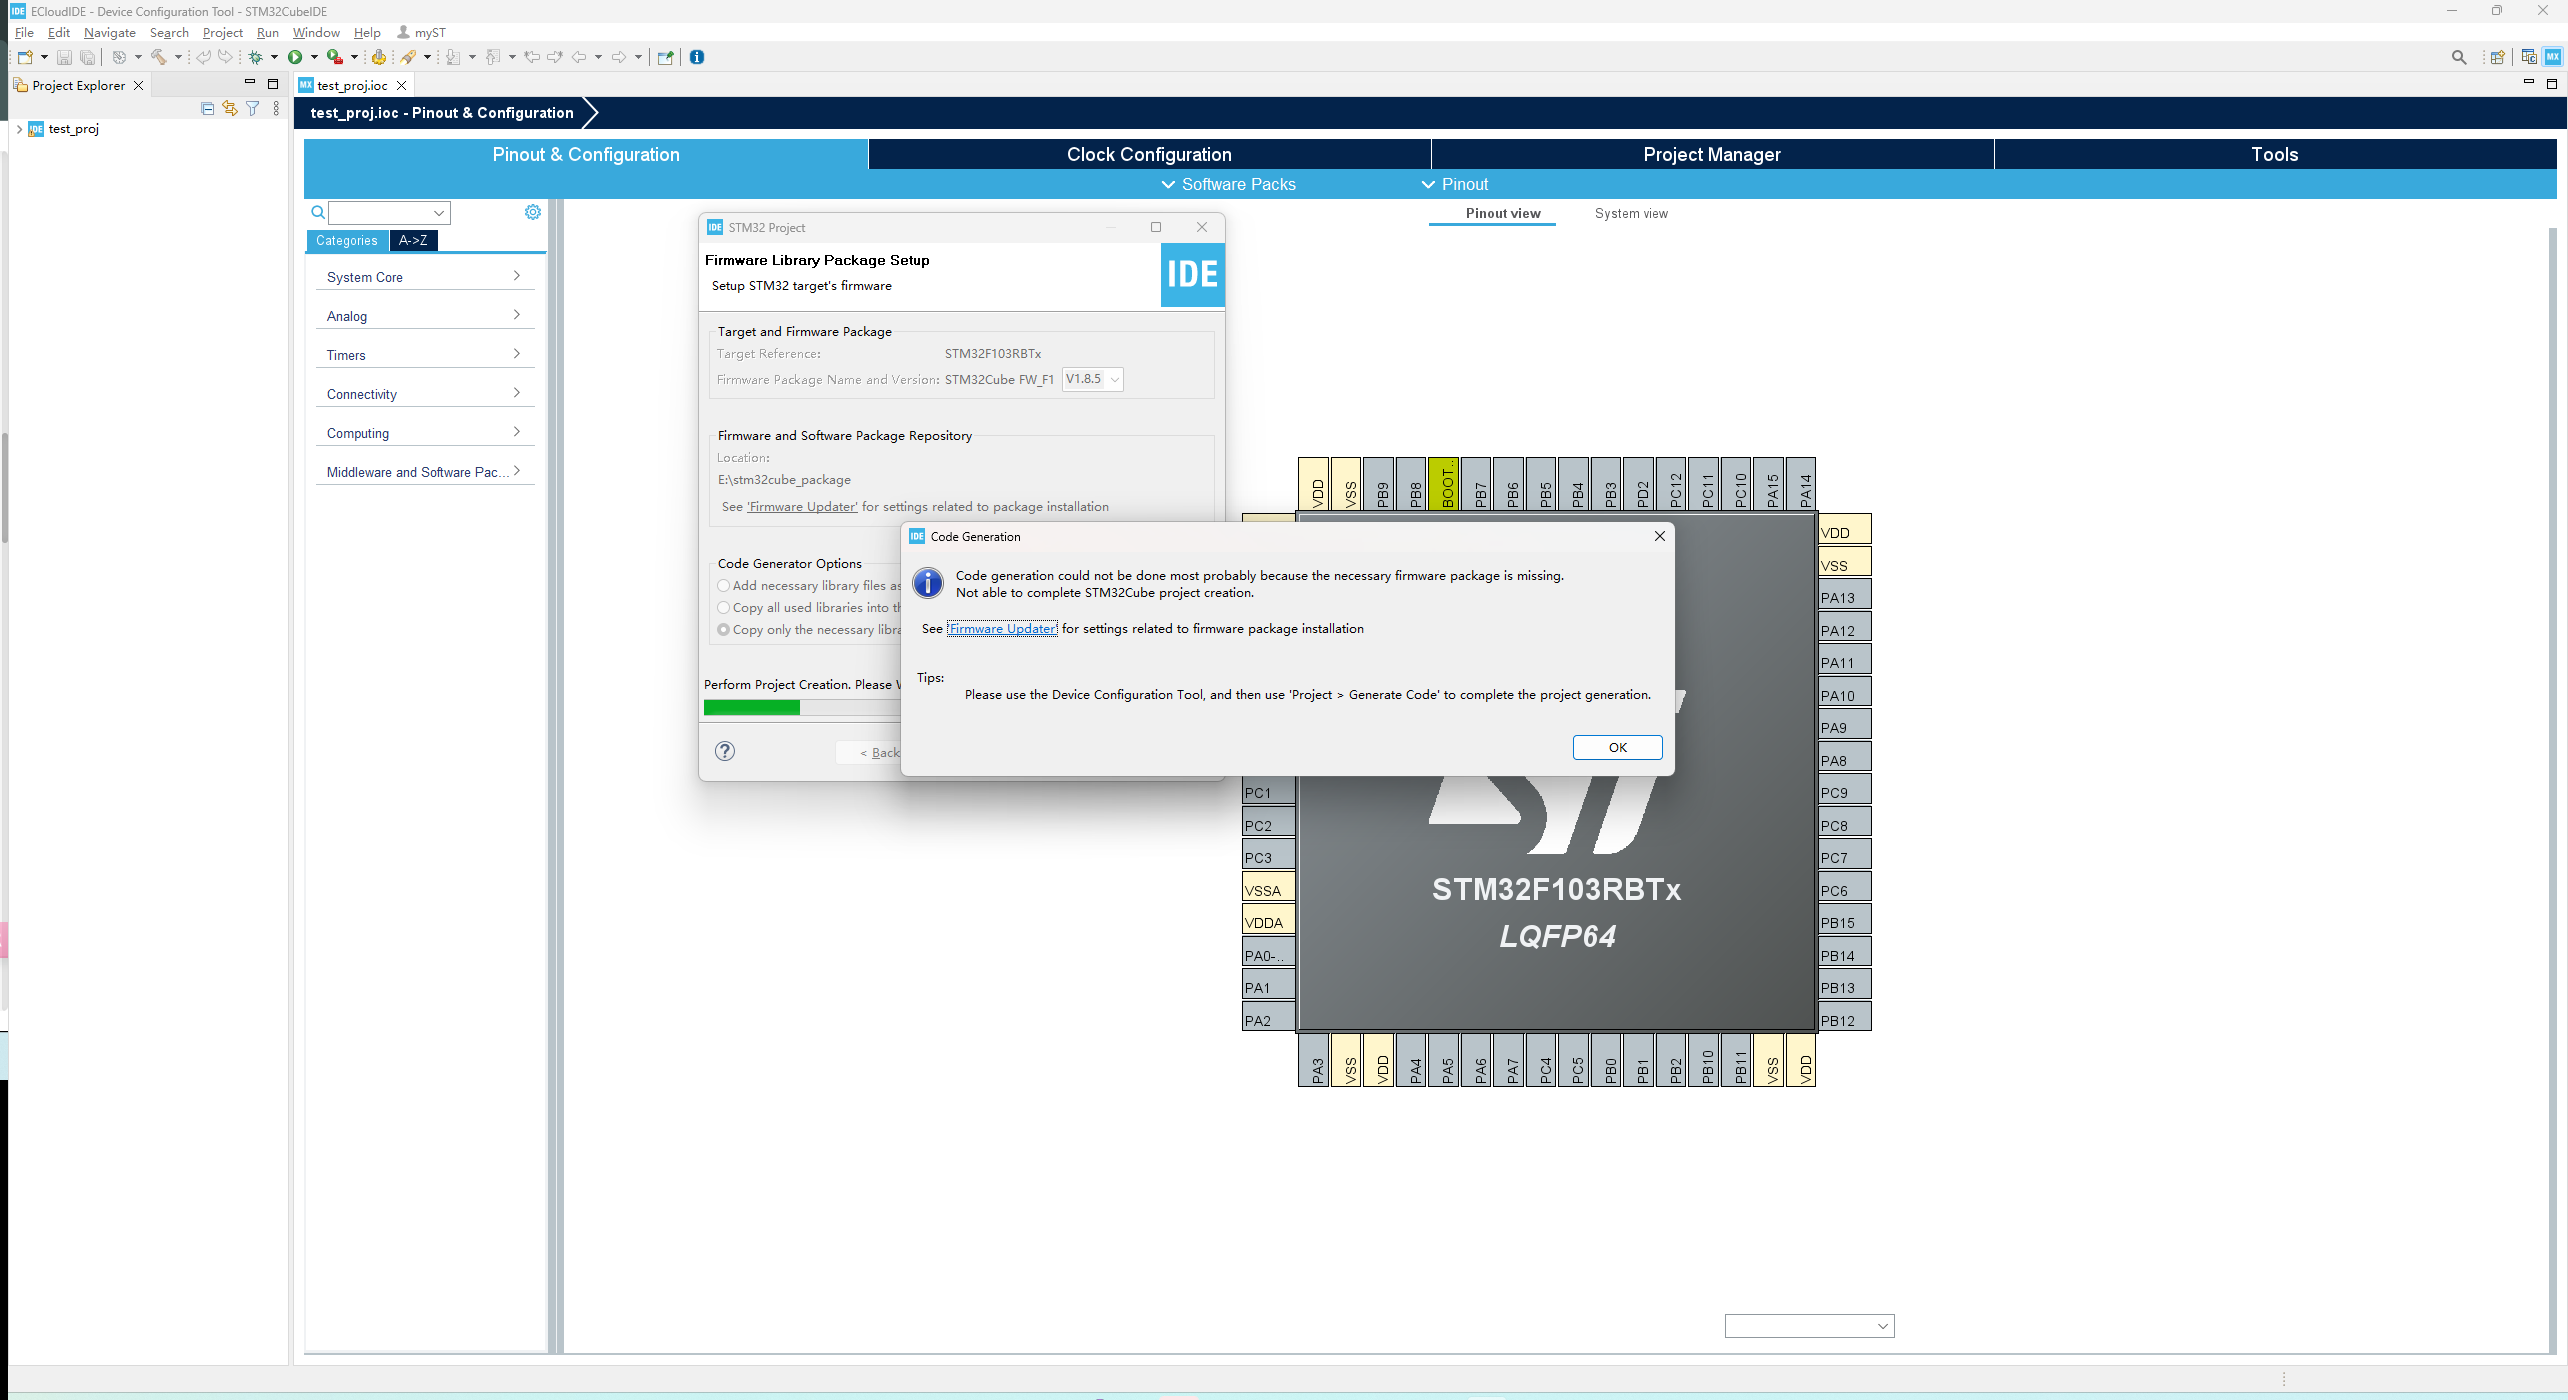 ECloudIDE - Device Configuration Tool - STM32CubeIDE
File Edit Navigate Search Project Run Window Help myST
Project Explorer
test_proj.ioc
test_proj
test_proj.ioc - Pinout & Configuration
Pinout & Configuration
Clock Configuration
Project Manager
Tools
Software Packs
Pinout
Categories
A->Z
System Core
Analog
Timers
Connectivity
Computing
Middleware and Software Pac...
Pinout view
System view
IDE STM32 Project
Firmware Library Package Setup
Setup STM32 target's firmware
IDE
Target and Firmware Package
Target Reference: STM32F103RBTx
Firmware Package Name and Version: STM32Cube FW_F1 V1.8.5
Firmware and Software Package Repository
Location:
E:\stm32cube_package
See 'Firmware Updater' for settings related to package installation
Code Generator Options
Add necessary library files as
Copy all used libraries into th
Copy only the necessary libra
Perform Project Creation. Please W
< Back
IDE Code Generation
Code generation could not be done most probably because the necessary firmware package is missing.
Not able to complete STM32Cube project creation.
See 'Firmware Updater' for settings related to firmware package installation
Tips:
Please use the Device Configuration Tool, and then use 'Project > Generate Code' to complete the project generation.
OK
VDD
VSS
PB9
PB8
BOOT..
PB7
PB6
PB5
PB4
PB3
PD2
PC12
PC11
PC10
PA15
PA14
VDD
VSS
PA13
PA12
PA11
PA10
PA9
PA8
PC9
PC8
PC7
PC6
PB15
PB14
PB13
PB12
PC1
PC2
PC3
VSSA
VDDA
PA0-..
PA1
PA2
STM32F103RBTx
LQFP64
PA3
VSS
VDD
PA4
PA5
PA6
PA7
PC4
PC5
PB0
PB1
PB2
PB10
PB11
VSS
VDD